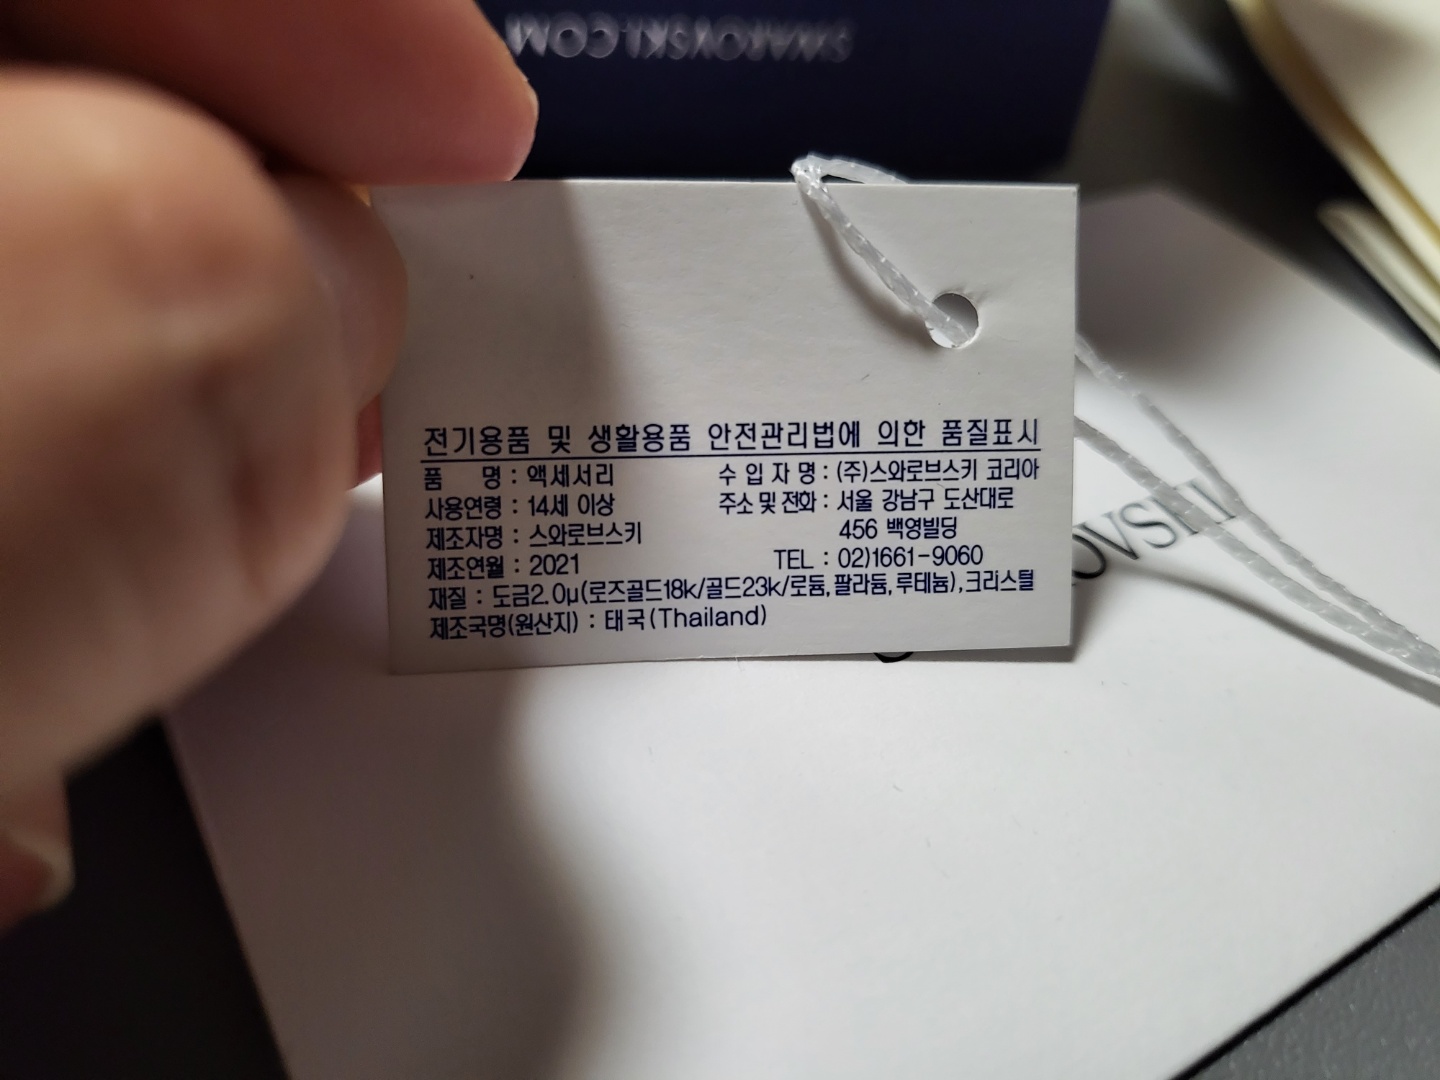 SWAROVSKI.COM
전기용품 및 생활용품 안전관리법에 의한 품질표시
품 명 : 액세서리
사용연령 : 14세 이상
제조자명 : 스와로브스키
제조연월 : 2021
수 입 자 명 : (주)스와로브스키 코리아
주소 및 전화 : 서울 강남구 도산대로
456 백영빌딩
TEL : 02)1661-9060
재질 : 도금2.0μ(로즈골드18k/골드23k/로듐,팔라듐,루테늄),크리스털
제조국명(원산지) : 태국(Thailand)
OVSKI